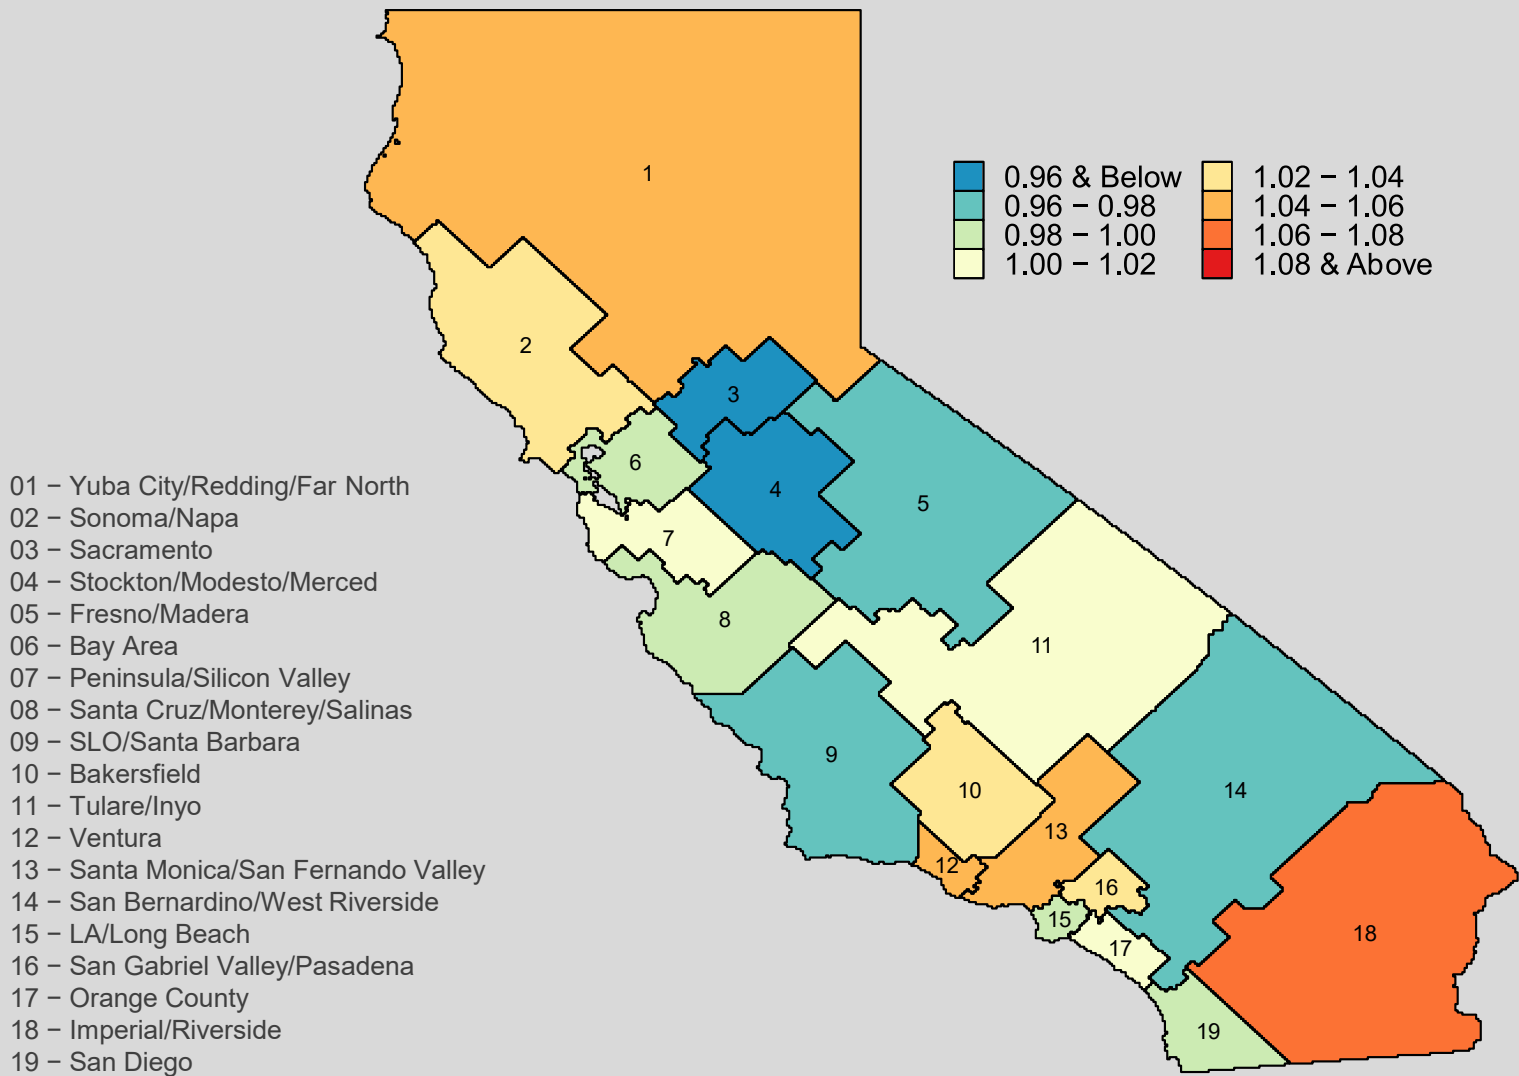 1
0.96 & Below
1.02 − 1.04
0.96 − 0.98
1.04 − 1.06
0.98 − 1.00
1.06 − 1.08
1.00 − 1.02
1.08 & Above
2
3
6
4
5
7
8
11
9
10
14
13
12
16
15
17
18
19
01 − Yuba City/Redding/Far North
02 − Sonoma/Napa
03 − Sacramento
04 − Stockton/Modesto/Merced
05 − Fresno/Madera
06 − Bay Area
07 − Peninsula/Silicon Valley
08 − Santa Cruz/Monterey/Salinas
09 − SLO/Santa Barbara
10 − Bakersfield
11 − Tulare/Inyo
12 − Ventura
13 − Santa Monica/San Fernando Valley
14 − San Bernardino/West Riverside
15 − LA/Long Beach
16 − San Gabriel Valley/Pasadena
17 − Orange County
18 − Imperial/Riverside
19 − San Diego